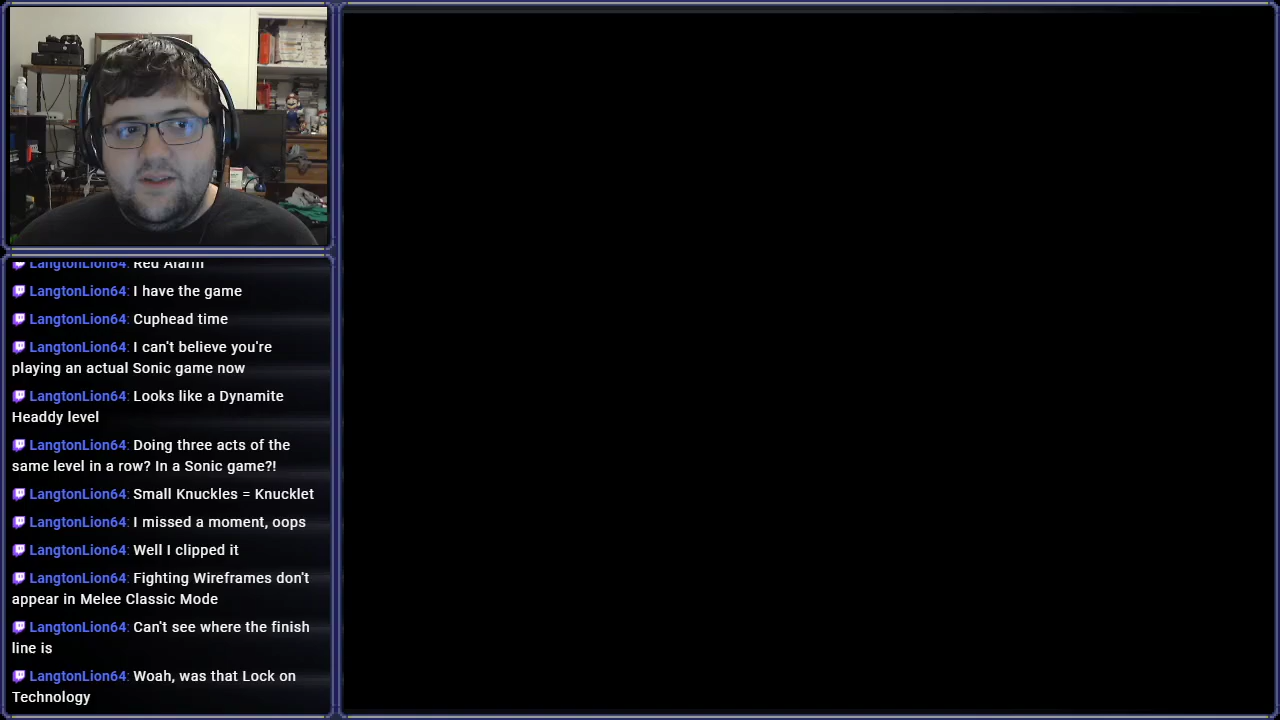 LangtonLion64: Red Alarm
LangtonLion64: I have the game
LangtonLion64: Cuphead time
LangtonLion64: I can't believe you're
playing an actual Sonic game now
LangtonLion64: Looks like a Dynamite
Headdy level
LangtonLion64: Doing three acts of the
same level in a row? In a Sonic game?!
LangtonLion64: Small Knuckles = Knucklet
LangtonLion64: I missed a moment, oops
LangtonLion64: Well I clipped it
LangtonLion64: Fighting Wireframes don't
appear in Melee Classic Mode
LangtonLion64: Can't see where the finish
line is
LangtonLion64: Woah, was that Lock on
Technology